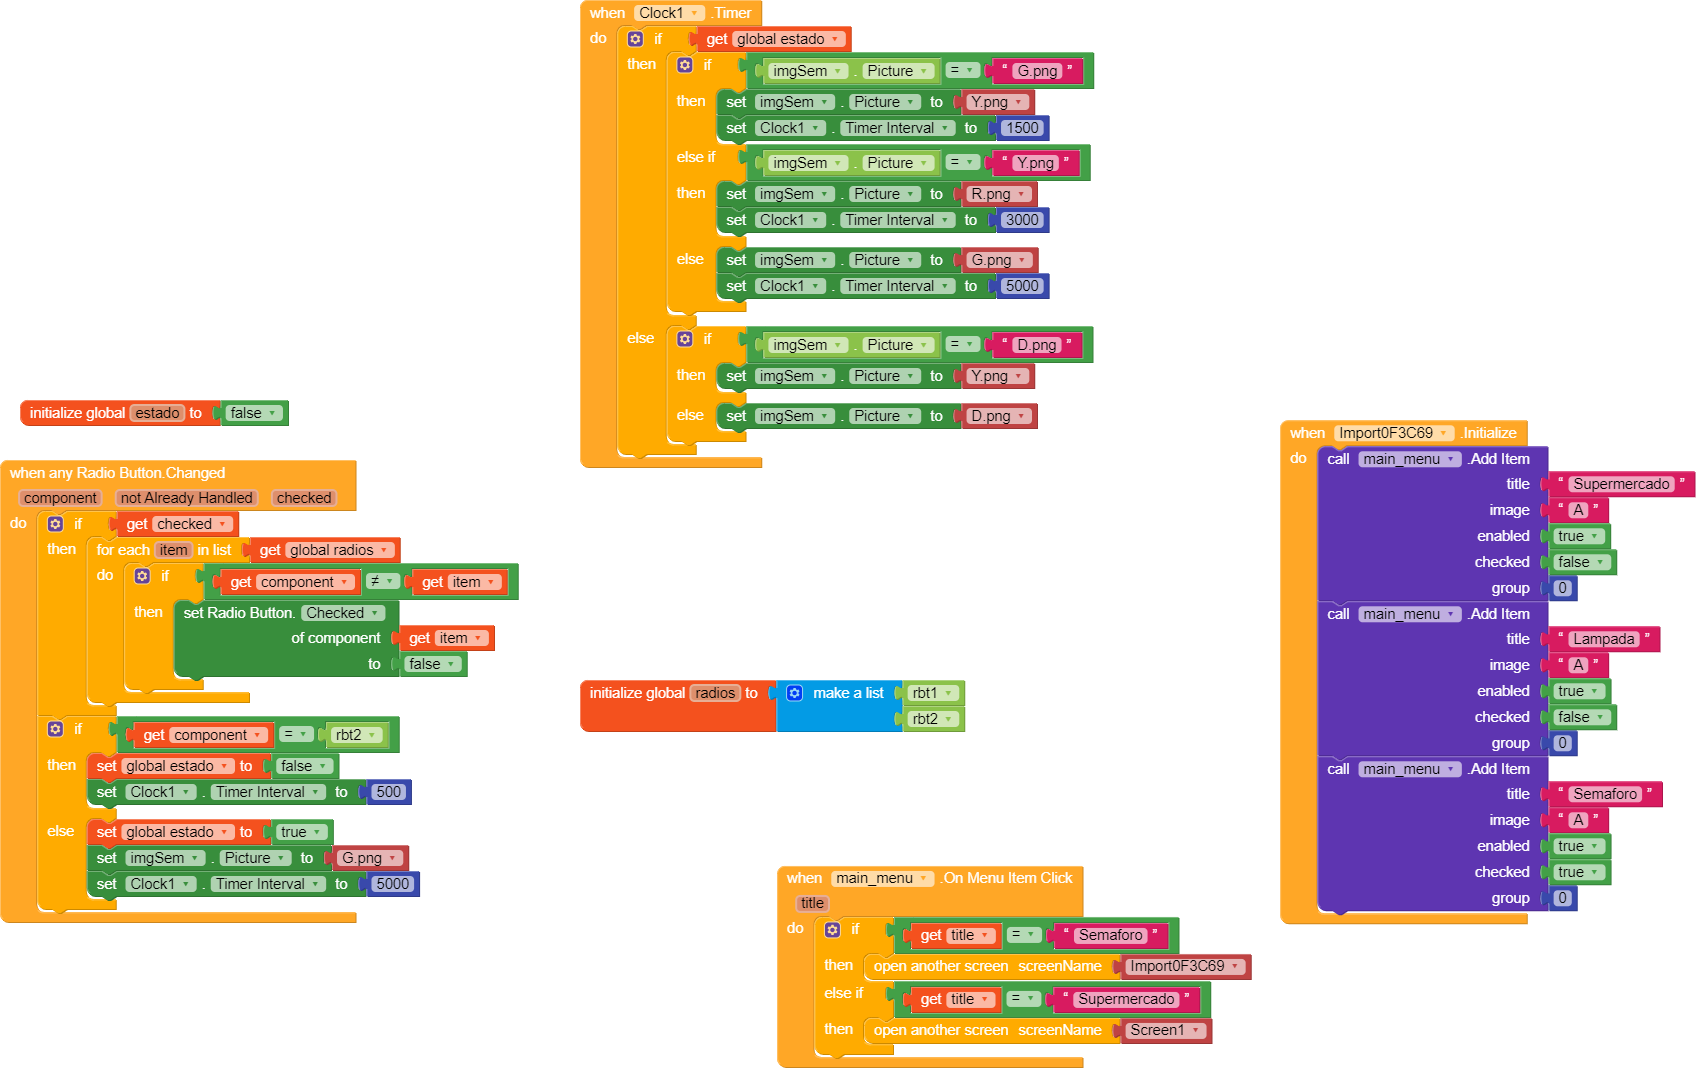 when Clock1 .Timer
do if get global estado
then if imgSem . Picture = “ G.png ”
then set imgSem . Picture to Y.png
set Clock1 . Timer Interval to 1500
else if imgSem . Picture = “ Y.png ”
then set imgSem . Picture to R.png
set Clock1 . Timer Interval to 3000
else set imgSem . Picture to G.png
set Clock1 . Timer Interval to 5000
else if imgSem . Picture = “ D.png ”
then set imgSem . Picture to Y.png
else set imgSem . Picture to D.png
initialize global estado to false
when any Radio Button.Changed
component not Already Handled checked
do if get checked
then for each item in list get global radios
do if get component ≠ get item
then set Radio Button. Checked
of component get item
to false
if get component = rbt2
then set global estado to false
set Clock1 . Timer Interval to 500
else set global estado to true
set imgSem . Picture to G.png
set Clock1 . Timer Interval to 5000
initialize global radios to make a list rbt1
rbt2
when main_menu .On Menu Item Click
title
do if get title = “ Semaforo ”
then open another screen screenName Import0F3C69
else if get title = “ Supermercado ”
then open another screen screenName Screen1
when Import0F3C69 .Initialize
do call main_menu .Add Item
title “ Supermercado ”
image “ A ”
enabled true
checked false
group 0
call main_menu .Add Item
title “ Lampada ”
image “ A ”
enabled true
checked false
group 0
call main_menu .Add Item
title “ Semaforo ”
image “ A ”
enabled true
checked true
group 0